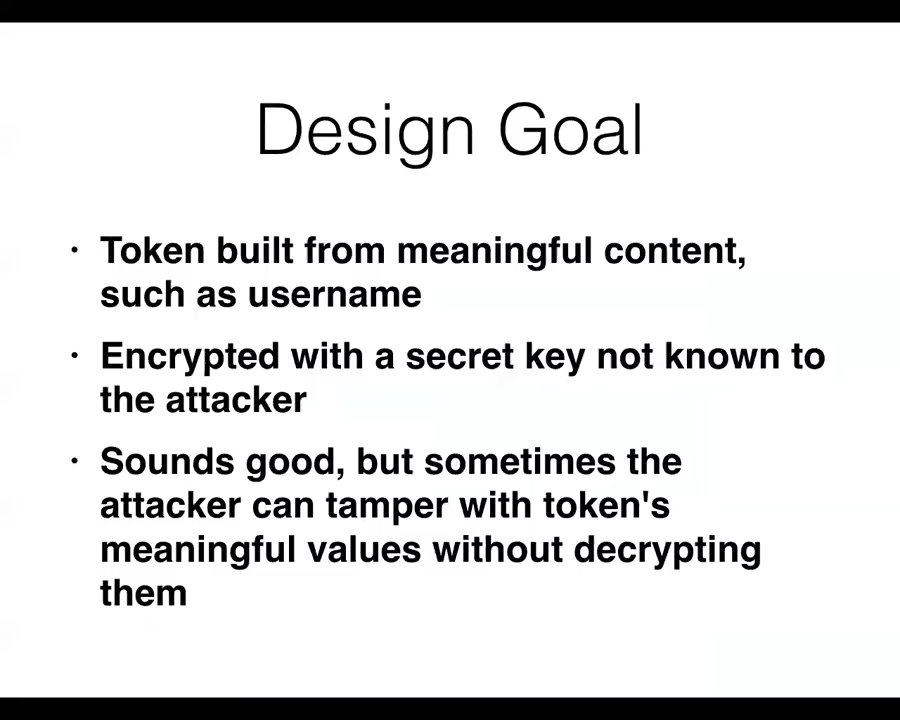 Design Goal
• Token built from meaningful content,
such as username
• Encrypted with a secret key not known to
the attacker
• Sounds good, but sometimes the
attacker can tamper with token's
meaningful values without decrypting
them